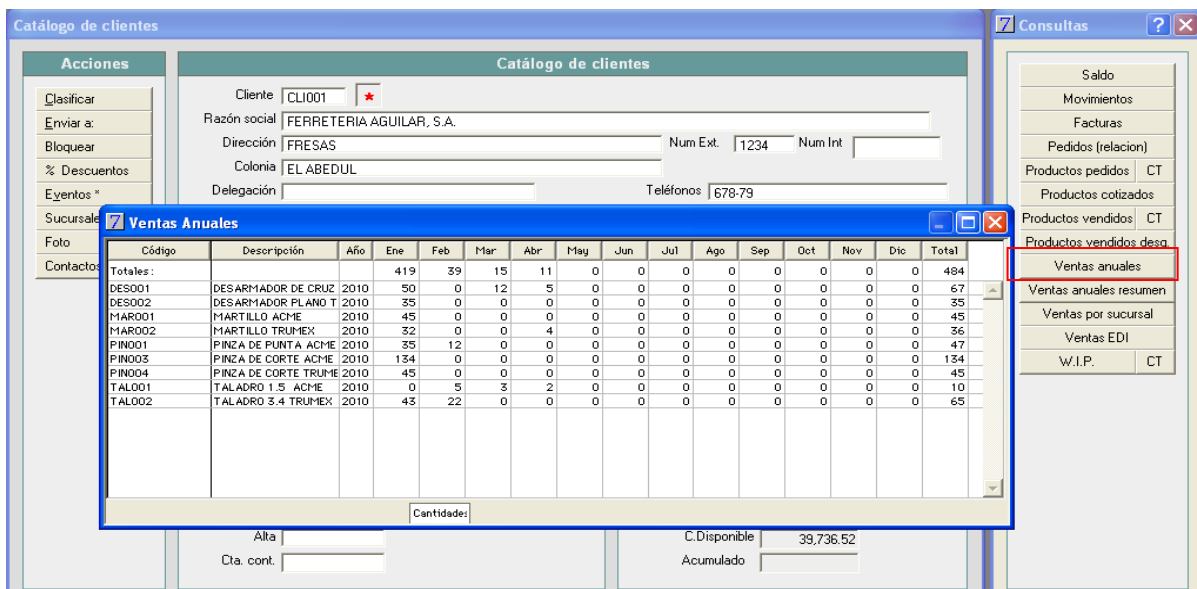 Catálogo de clientes
Acciones
Clasificar
Enviar a:
Bloquear
% Descuentos
Eventos *
Sucursale
Foto
Contactos
Catálogo de clientes
Cliente CLI001 *
Razón social FERRETERIA AGUILAR, S.A.
Dirección FRESAS Num Ext. 1234 Num Int
Colonia EL ABEDUL
Delegación Teléfonos 678-79
7 Ventas Anuales
Código Descripción Año Ene Feb Mar Abr May Jun Jul Ago Sep Oct Nov Dic Total
Totales: 419 39 15 11 0 0 0 0 0 0 0 0 484
DES001 DESARMADOR DE CRUZ 2010 50 0 12 5 0 0 0 0 0 0 0 0 67
DES002 DESARMADOR PLANO T 2010 35 0 0 0 0 0 0 0 0 0 0 0 35
MAR001 MARTILLO ACME 2010 45 0 0 0 0 0 0 0 0 0 0 0 45
MAR002 MARTILLO TRUMEX 2010 32 0 0 4 0 0 0 0 0 0 0 0 36
PIN001 PINZA DE PUNTA ACME 2010 35 12 0 0 0 0 0 0 0 0 0 0 47
PIN003 PINZA DE CORTE ACME 2010 134 0 0 0 0 0 0 0 0 0 0 0 134
PIN004 PINZA DE CORTE TRUME 2010 45 0 0 0 0 0 0 0 0 0 0 0 45
TAL001 TALADRO 1.5 ACME 2010 0 5 3 2 0 0 0 0 0 0 0 0 10
TAL002 TALADRO 3.4 TRUMEX 2010 43 22 0 0 0 0 0 0 0 0 0 0 65
Cantidades
Alta
Cta. cont.
C.Disponible 39,736.52
Acumulado
7 Consultas ? X
Saldo
Movimientos
Facturas
Pedidos (relacion)
Productos pedidos CT
Productos cotizados
Productos vendidos CT
Productos vendidos desg.
Ventas anuales
Ventas anuales resumen
Ventas por sucursal
Ventas EDI
W.I.P. CT